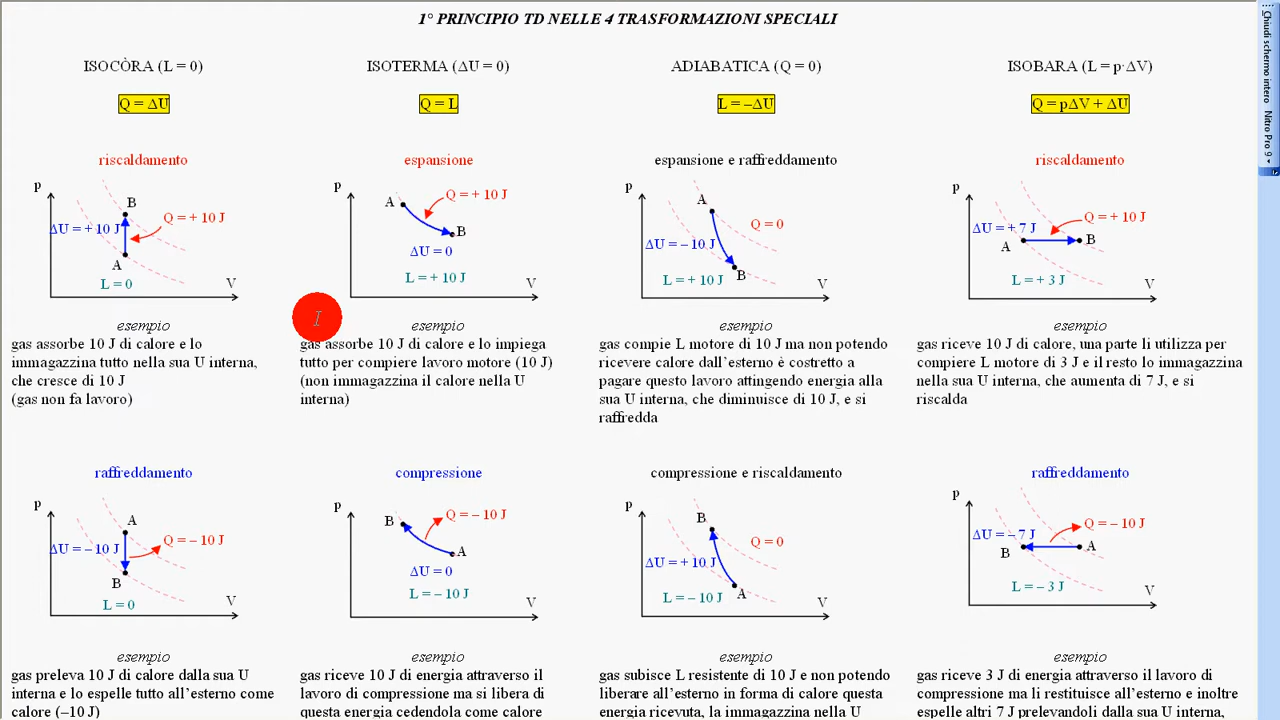 1° PRINCIPIO TD NELLE 4 TRASFORMAZIONI SPECIALI
ISOCÒRA (L = 0)
Q = ΔU
riscaldamento
p
B
ΔU = + 10 J
Q = + 10 J
A
L = 0
V
esempio
gas assorbe 10 J di calore e lo
immagazzina tutto nella sua U interna,
che cresce di 10 J
(gas non fa lavoro)
raffreddamento
p
A
ΔU = – 10 J
Q = – 10 J
B
L = 0
V
esempio
gas preleva 10 J di calore dalla sua U
interna e lo espelle tutto all'esterno come
calore (–10 J)
ISOTERMA (ΔU = 0)
Q = L
espansione
p
A
Q = + 10 J
B
ΔU = 0
L = + 10 J
V
esempio
gas assorbe 10 J di calore e lo impiega
tutto per compiere lavoro motore (10 J)
(non immagazzina il calore nella U
interna)
compressione
p
B
Q = – 10 J
A
ΔU = 0
L = – 10 J
V
esempio
gas riceve 10 J di energia attraverso il
lavoro di compressione ma si libera di
questa energia cedendola come calore
ADIABATICA (Q = 0)
L = –ΔU
espansione e raffreddamento
p
A
Q = 0
ΔU = – 10 J
B
L = + 10 J
V
esempio
gas compie L motore di 10 J ma non potendo
ricevere calore dall'esterno è costretto a
pagare questo lavoro attingendo energia alla
sua U interna, che diminuisce di 10 J, e si
raffredda
compressione e riscaldamento
p
B
Q = 0
ΔU = + 10 J
A
L = – 10 J
V
esempio
gas subisce L resistente di 10 J e non potendo
liberare all'esterno in forma di calore questa
energia ricevuta, la immagazzina nella U
ISOBARA (L = p·ΔV)
Q = pΔV + ΔU
riscaldamento
p
ΔU = + 7 J
Q = + 10 J
A
B
L = + 3 J
V
esempio
gas riceve 10 J di calore, una parte li utilizza per
compiere L motore di 3 J e il resto lo immagazzina
nella sua U interna, che aumenta di 7 J, e si
riscalda
raffreddamento
p
ΔU = – 7 J
Q = – 10 J
B
A
L = – 3 J
V
esempio
gas riceve 3 J di energia attraverso il lavoro di
compressione ma li restituisce all'esterno e inoltre
espelle altri 7 J prelevandoli dalla sua U interna,
Chiudi schermo intero
Nitro Pro 9